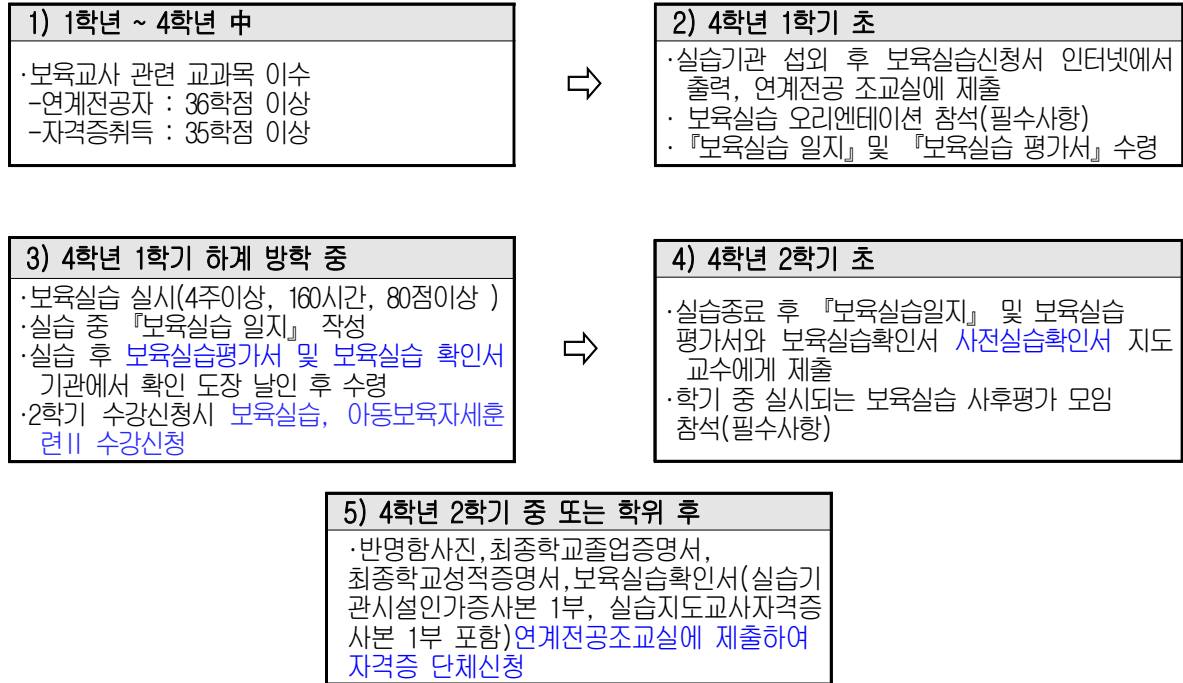 1) 1학년 ~ 4학년 中
·보육교사 관련 교과목 이수
-연계전공자 : 36학점 이상
-자격증취득 : 35학점 이상
⇨
2) 4학년 1학기 초
·실습기관 섭외 후 보육실습신청서 인터넷에서
출력, 연계전공 조교실에 제출
· 보육실습 오리엔테이션 참석(필수사항)
·『보육실습 일지』 및 『보육실습 평가서』 수령
3) 4학년 1학기 하계 방학 중
·보육실습 실시(4주이상, 160시간, 80점이상 )
·실습 중 『보육실습 일지』 작성
·실습 후 보육실습평가서 및 보육실습 확인서
기관에서 확인 도장 날인 후 수령
·2학기 수강신청시 보육실습, 아동보육자세훈
련II 수강신청
⇨
4) 4학년 2학기 초
·실습종료 후 『보육실습일지』 및 보육실습
평가서와 보육실습확인서 사전실습확인서 지도
교수에게 제출
·학기 중 실시되는 보육실습 사후평가 모임
참석(필수사항)
5) 4학년 2학기 중 또는 학위 후
·반명함사진,최종학교졸업증명서,
최종학교성적증명서,보육실습확인서(실습기
관시설인가증사본 1부, 실습지도교사자격증
사본 1부 포함)연계전공조교실에 제출하여
자격증 단체신청